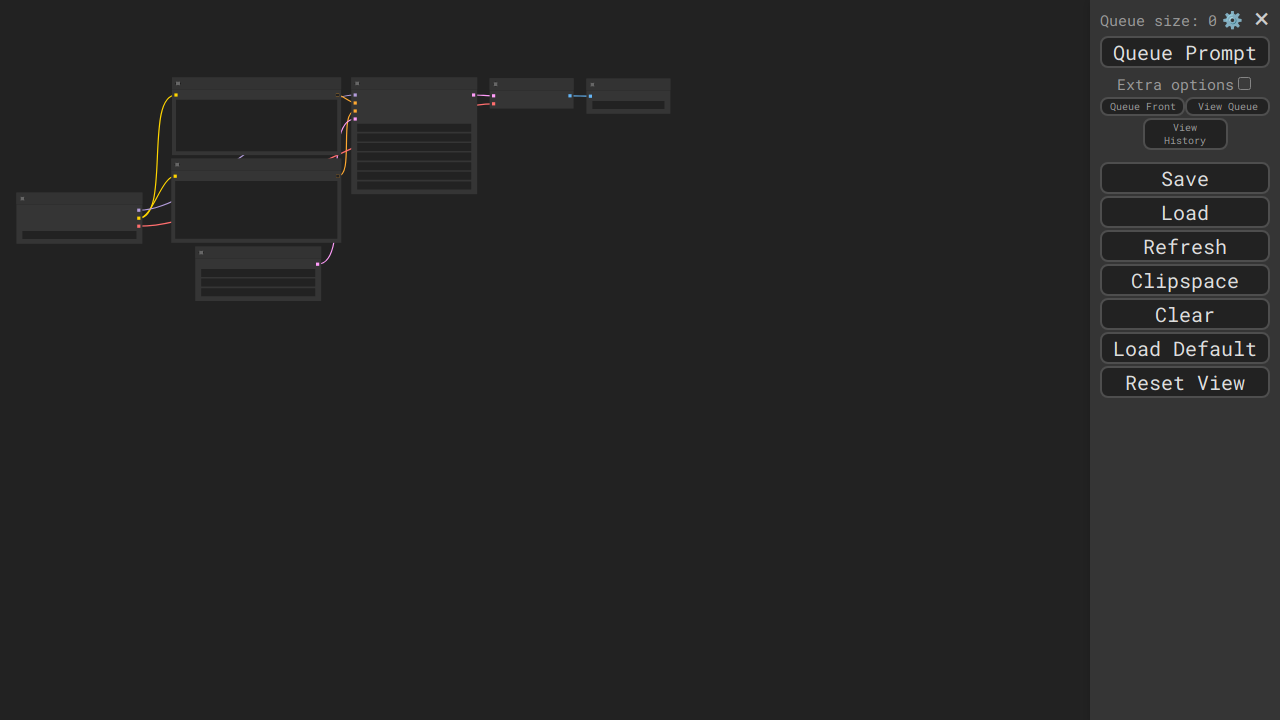 Queue size: 0
Queue Prompt
Extra options
Queue Front
View Queue
View
History
Save
Load
Refresh
Clipspace
Clear
Load Default
Reset View